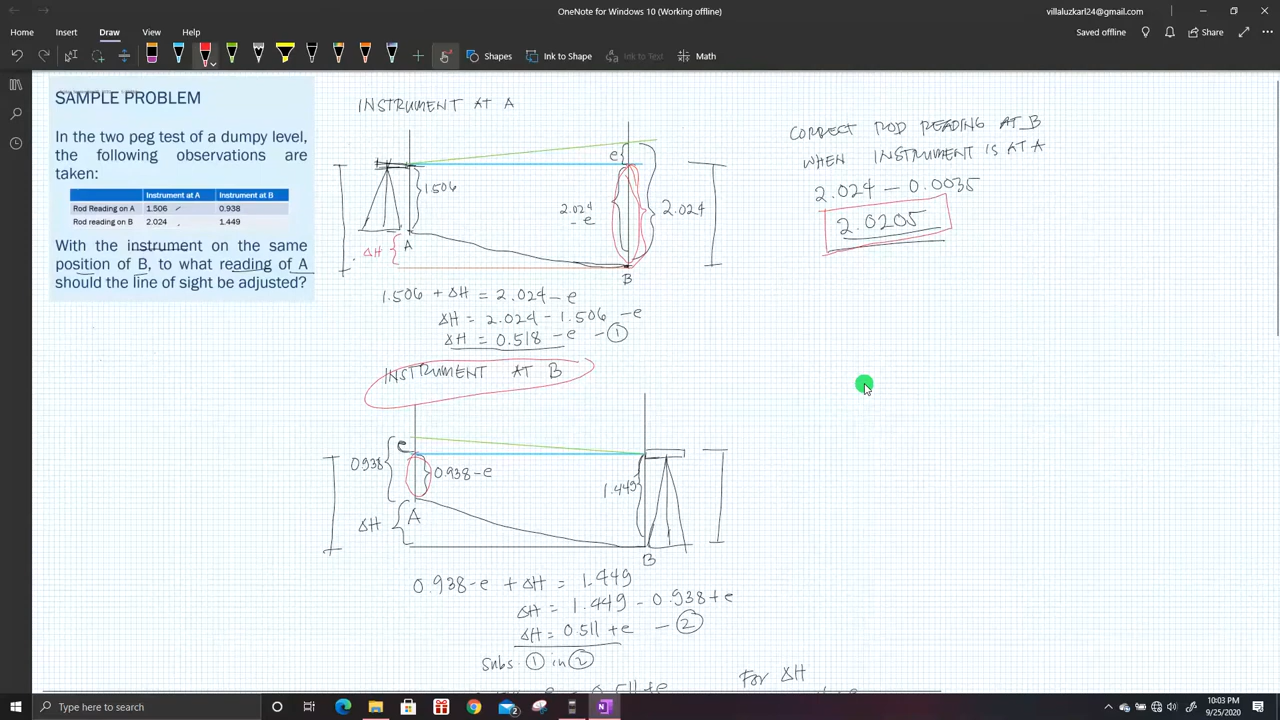 OneNote for Windows 10 (Working offline)
villaluzkarl24@gmail.com
Home Insert Draw View Help
Saved offline
Share
Shapes
Ink to Shape
Ink to Text
Math
SAMPLE PROBLEM
In the two peg test of a dumpy level,
the following observations are
taken:
Instrument at A Instrument at B
Rod Reading on A 1.506 0.938
Rod reading on B 2.024 1.449
With the instrument on the same
position of B, to what reading of A
should the line of sight be adjusted?
INSTRUMENT AT A
e
1.506
2.024
- e
2.024
ΔH
A
B
1.506 + ΔH = 2.024 - e
ΔH = 2.024 - 1.506 - e
ΔH = 0.518 - e - 1
CORRECT ROD READING AT B
WHEN INSTRUMENT IS AT A
2.024 - 0.0035
2.0205
INSTRUMENT AT B
e
0.938
0.938 - e
1.449
ΔH
A
B
0.938 - e + ΔH = 1.449
ΔH = 1.449 - 0.938 + e
ΔH = 0.511 + e - 2
Subs. 1 in 2
e = 0.511 + e
For ΔH
Type here to search
10:03 PM
9/25/2020